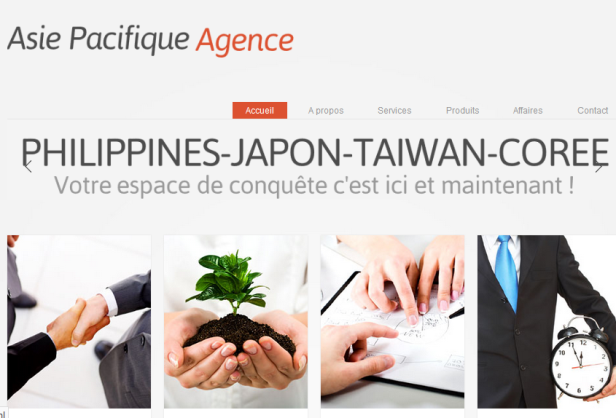 Asie Pacifique Agence
Accueil A propos Services Produits Affaires Contact
PHILIPPINES-JAPON-TAIWAN-COREE
Votre espace de conquête c'est ici et maintenant !